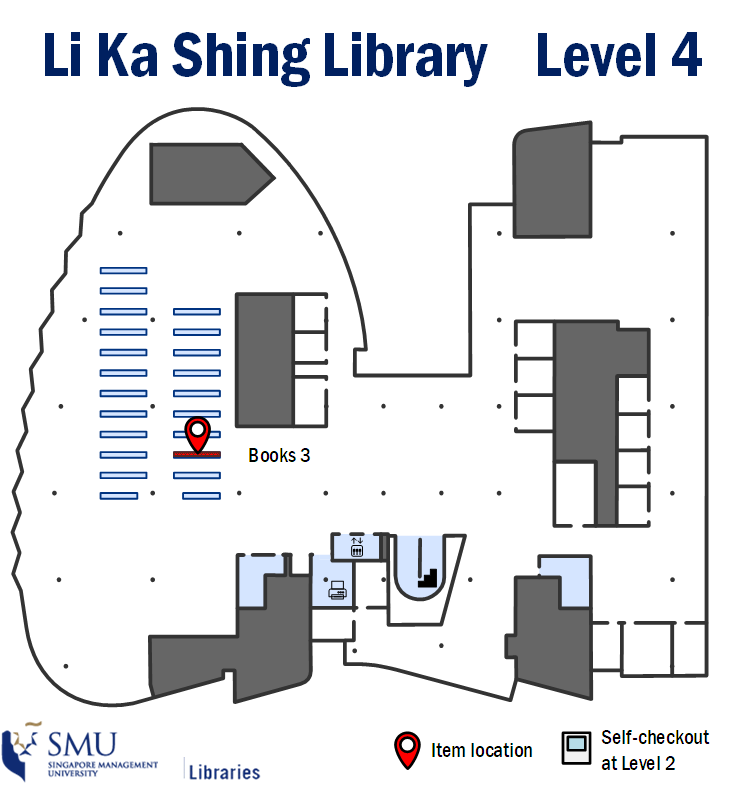 Li Ka Shing Library Level 4
Books 3
SMU
SINGAPORE MANAGEMENT
UNIVERSITY
Libraries
Item location
Self-checkout
at Level 2